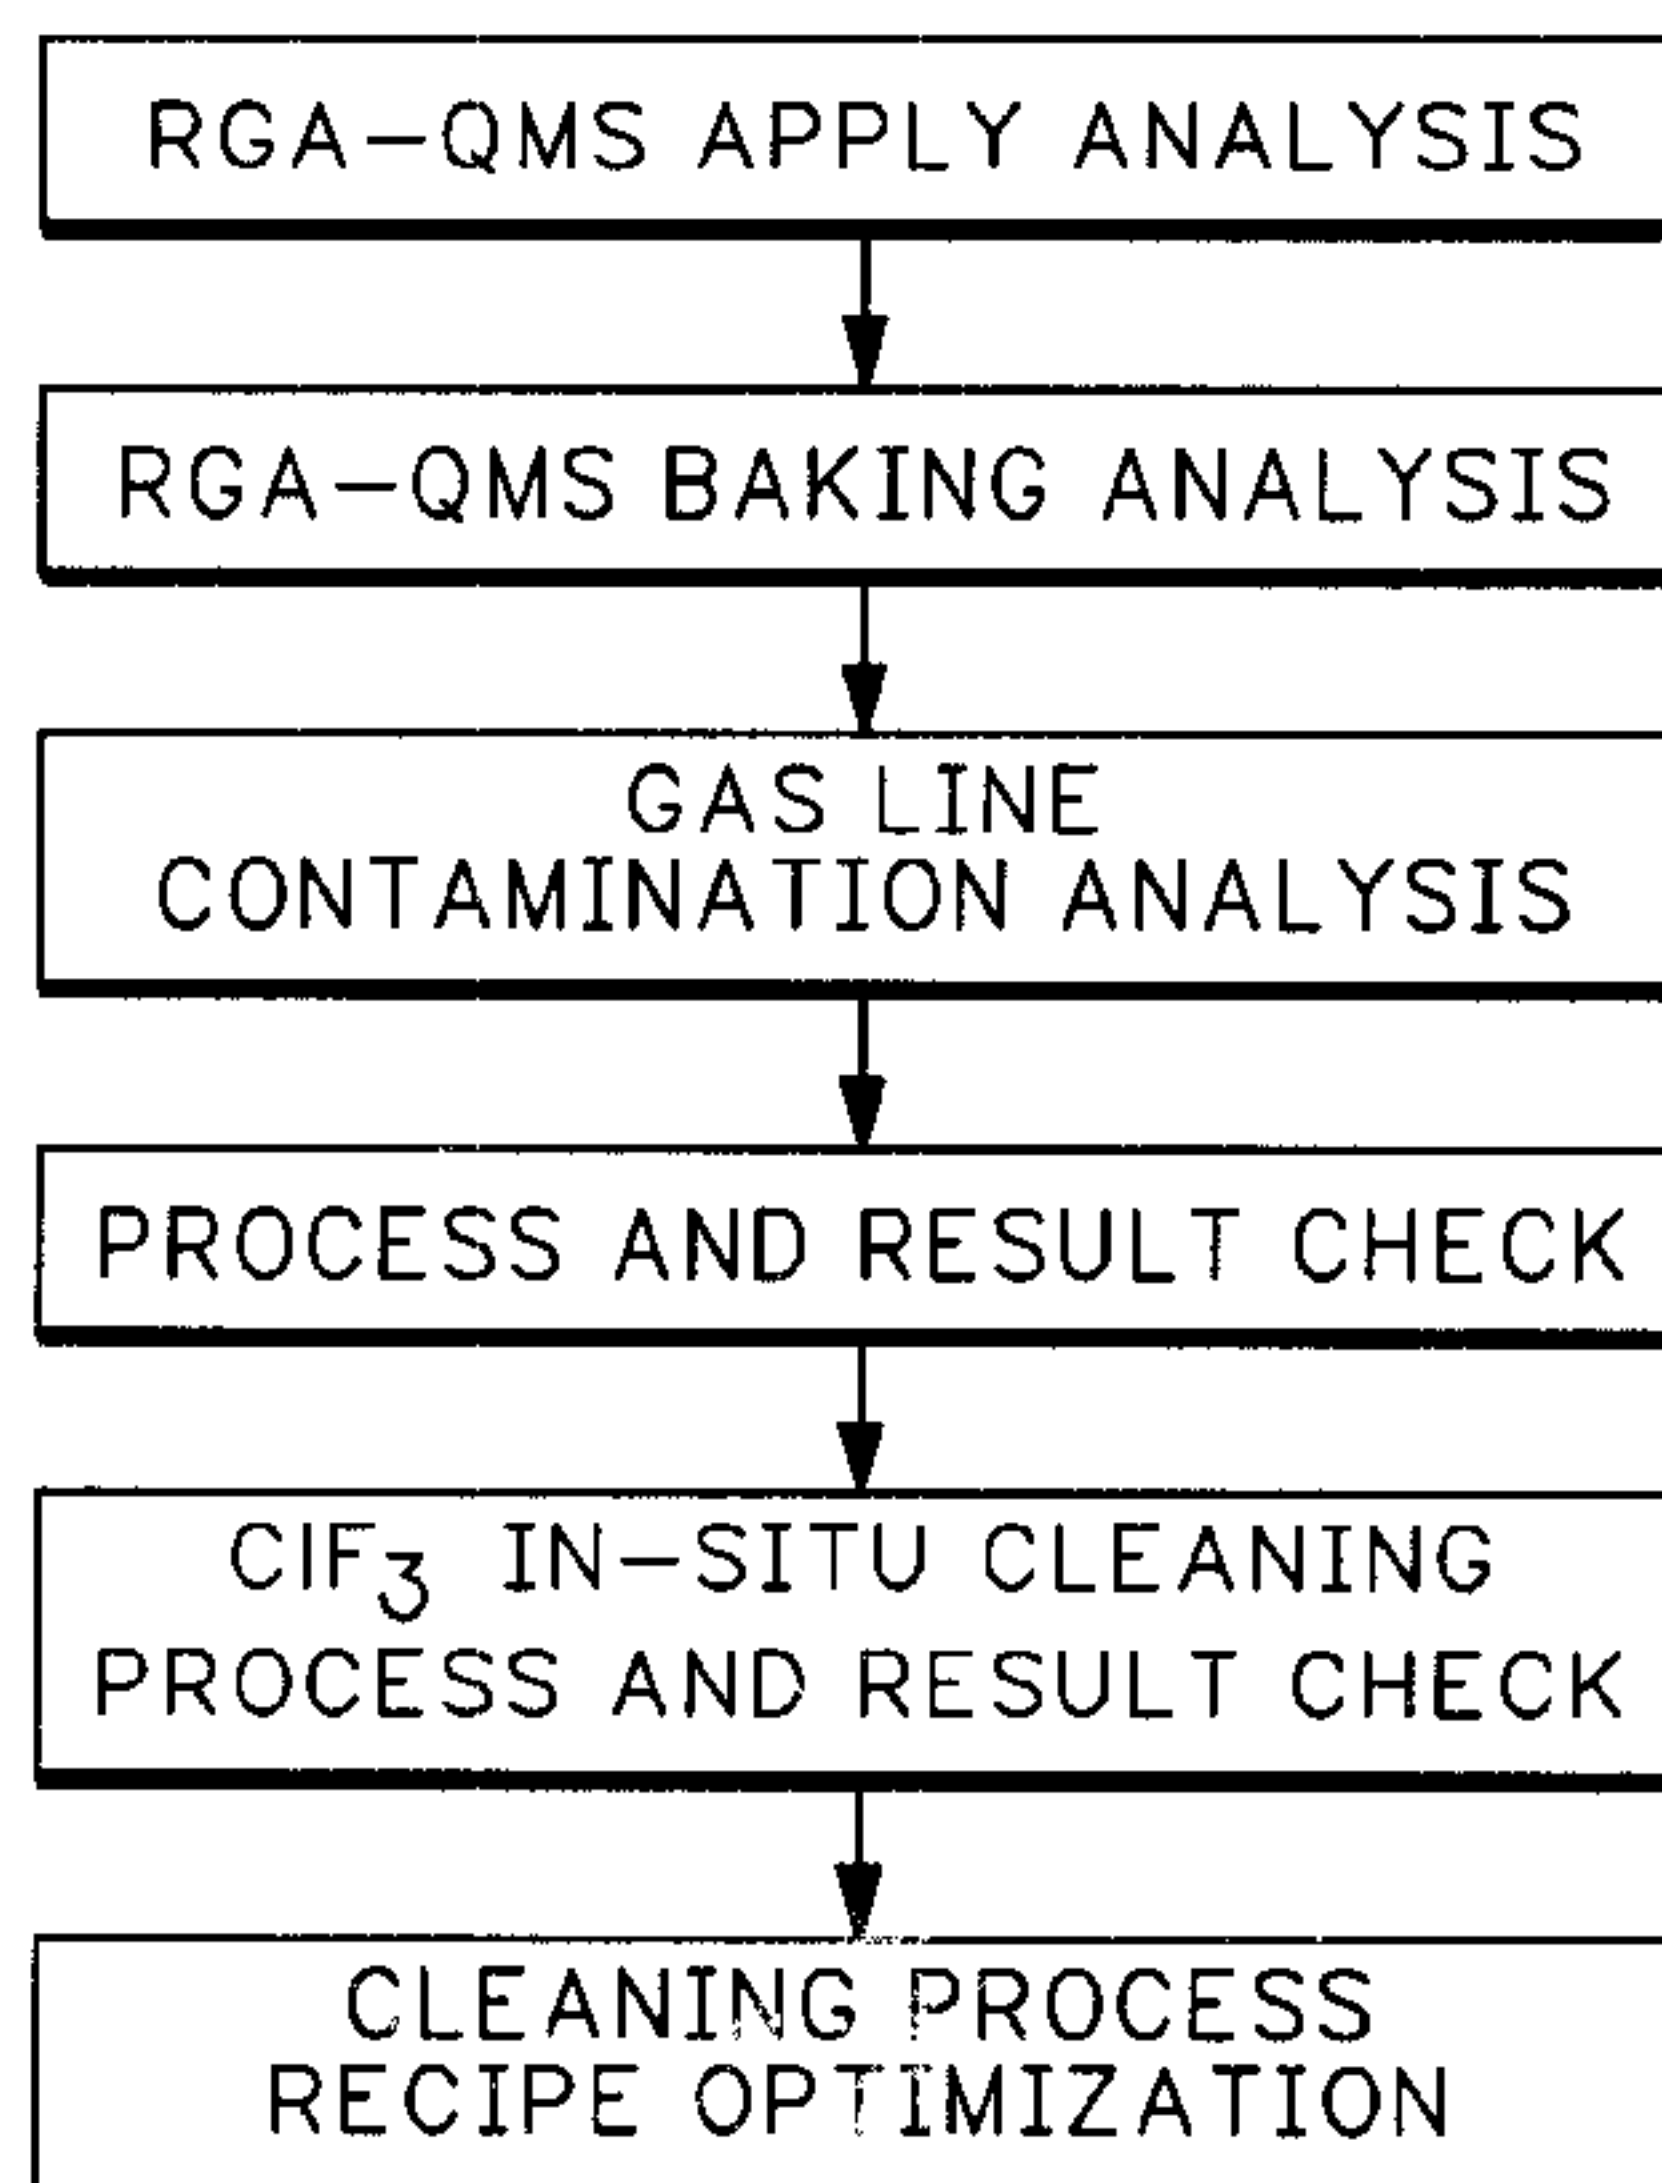 RGA-QMS APPLY ANALYSIS
RGA-QMS BAKING ANALYSIS
GAS LINE
CONTAMINATION ANALYSIS
PROCESS AND RESULT CHECK
ClF₃ IN-SITU CLEANING
PROCESS AND RESULT CHECK
CLEANING PROCESS
RECIPE OPTIMIZATION